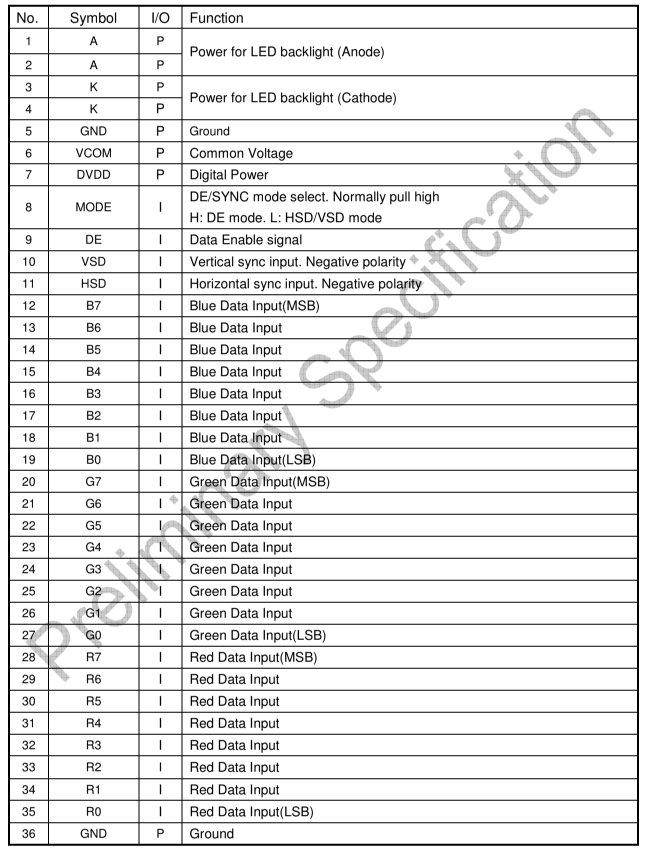 No. Symbol I/O Function
1 A P Power for LED backlight (Anode)
2 A P
3 K P Power for LED backlight (Cathode)
4 K P
5 GND P Ground
6 VCOM P Common Voltage
7 DVDD P Digital Power
8 MODE I DE/SYNC mode select. Normally pull high
H: DE mode. L: HSD/VSD mode
9 DE I Data Enable signal
10 VSD I Vertical sync input. Negative polarity
11 HSD I Horizontal sync input. Negative polarity
12 B7 I Blue Data Input(MSB)
13 B6 I Blue Data Input
14 B5 I Blue Data Input
15 B4 I Blue Data Input
16 B3 I Blue Data Input
17 B2 I Blue Data Input
18 B1 I Blue Data Input
19 B0 I Blue Data Input(LSB)
20 G7 I Green Data Input(MSB)
21 G6 I Green Data Input
22 G5 I Green Data Input
23 G4 I Green Data Input
24 G3 I Green Data Input
25 G2 I Green Data Input
26 G1 I Green Data Input
27 G0 I Green Data Input(LSB)
28 R7 I Red Data Input(MSB)
29 R6 I Red Data Input
30 R5 I Red Data Input
31 R4 I Red Data Input
32 R3 I Red Data Input
33 R2 I Red Data Input
34 R1 I Red Data Input
35 R0 I Red Data Input(LSB)
36 GND P Ground
Preliminary Specification